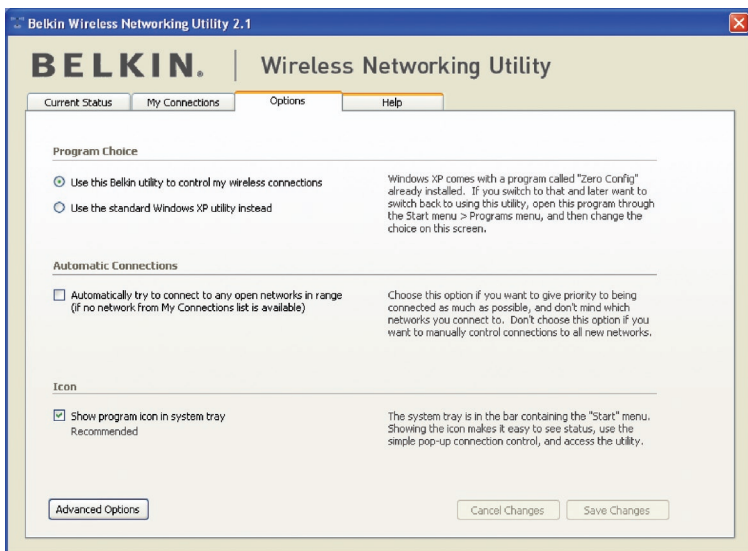 Belkin Wireless Networking Utility 2.1
BELKIN. | Wireless Networking Utility
Current Status
My Connections
Options
Help
Program Choice
Use this Belkin utility to control my wireless connections
Use the standard Windows XP utility instead
Windows XP comes with a program called "Zero Config"
already installed. If you switch to that and later want to
switch back to using this utility, open this program through
the Start menu > Programs menu, and then change the
choice on this screen.
Automatic Connections
Automatically try to connect to any open networks in range
(if no network from My Connections list is available)
Choose this option if you want to give priority to being
connected as much as possible, and don't mind which
networks you connect to. Don't choose this option if you
want to manually control connections to all new networks.
Icon
Show program icon in system tray
Recommended
The system tray is in the bar containing the "Start" menu.
Showing the icon makes it easy to see status, use the
simple pop-up connection control, and access the utility.
Advanced Options
Cancel Changes
Save Changes